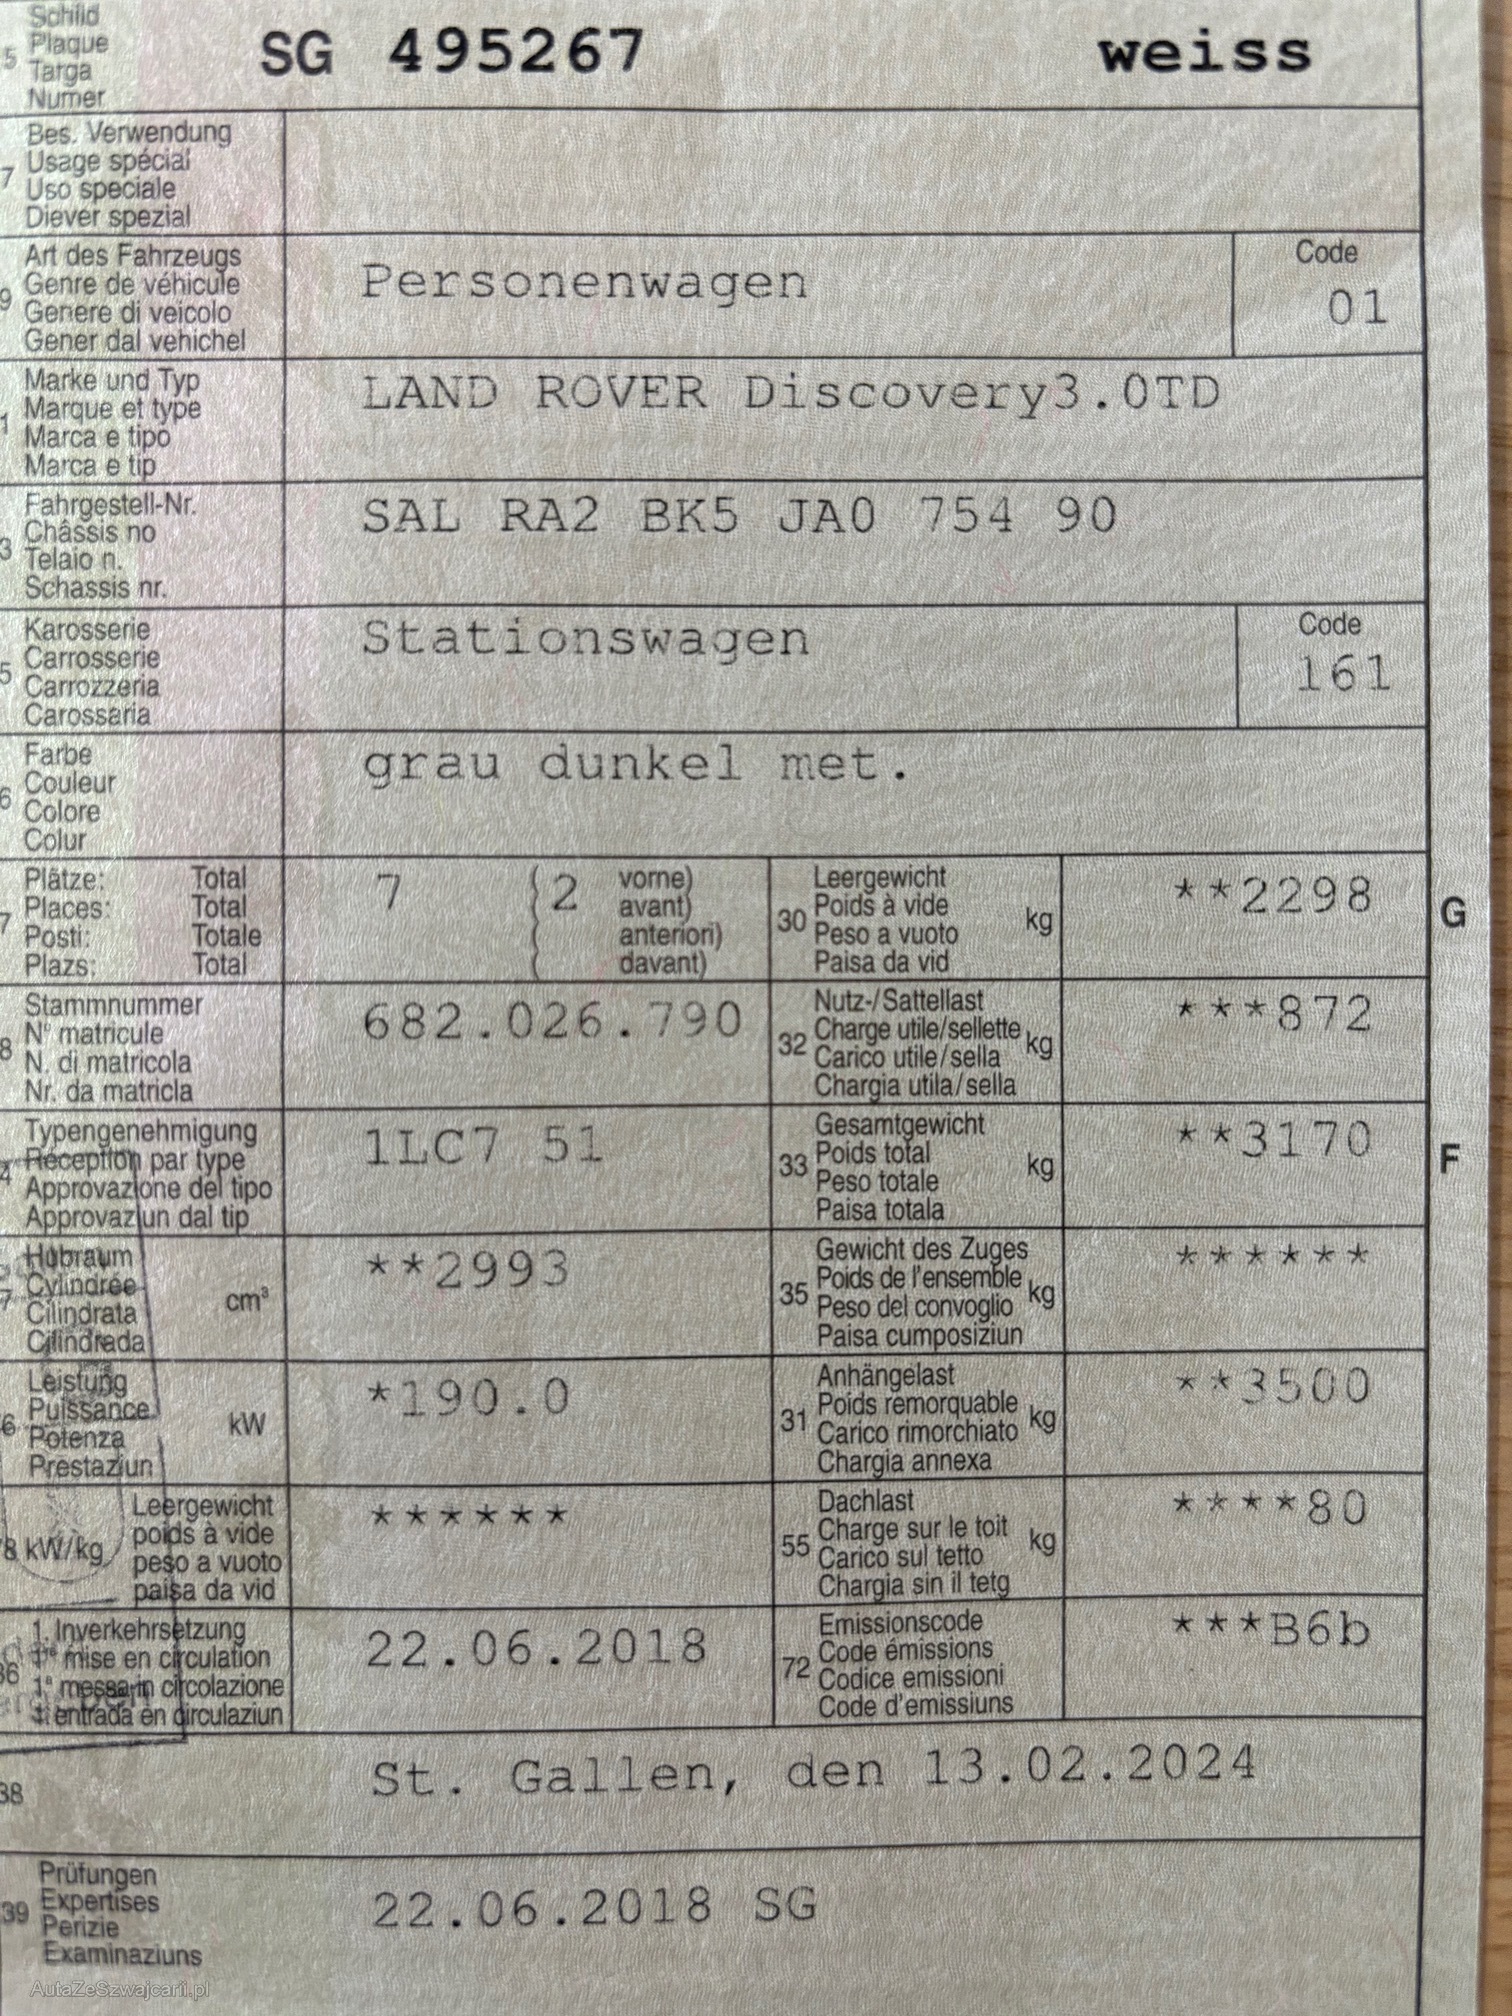 Schild
Plaque
Targa
Numer
SG 495267 weiss
Bes. Verwendung
Usage spécial
Uso speciale
Diever spezial
Art des Fahrzeugs
Genre de véhicule
Genere di veicolo
Gener dal vehichel
Personenwagen
Code
01
Marke und Typ
Marque et type
Marca e tipo
Marca e tip
LAND ROVER Discovery3.0TD
Fahrgestell-Nr.
Châssis no
Telaio n.
Schassis nr.
SAL RA2 BK5 JA0 754 90
Karosserie
Carrosserie
Carrozzeria
Carossaria
Stationswagen
Code
161
Farbe
Couleur
Colore
Colur
grau dunkel met.
Plätze: Total
Places: Total
Posti: Totale
Plazs: Total
7 (2 vorne)
( avant)
( anteriori)
( davant)
30 Leergewicht
Poids à vide
Peso a vuoto
Paisa da vid
kg
**2298
G
Stammnummer
N° matricule
N. di matricola
Nr. da matricla
682.026.790
32 Nutz-/Sattellast
Charge utile/sellette
Carico utile/sella
Chargia utila/sella
kg
***872
Typengenehmigung
Réception par type
Approvazione del tipo
Approvaziun dal tip
1LC7 51
33 Gesamtgewicht
Poids total
Peso totale
Paisa totala
kg
**3170
F
Hubraum
Cylindrée
Cilindrata
Cilindrada
cm³
**2993
35 Gewicht des Zuges
Poids de l'ensemble
Peso del convoglio
Paisa cumposiziun
kg
******
Leistung
Puissance
Potenza
Prestaziun
kW
*190.0
31 Anhängelast
Poids remorquable
Carico rimorchiato
Chargia annexa
kg
**3500
kW/kg
Leergewicht
poids à vide
peso a vuoto
paisa da vid
******
55 Dachlast
Charge sur le toit
Carico sul tetto
Chargia sin il tetg
kg
****80
1. Inverkehrsetzung
1re mise en circulation
1a messa in circolazione
1. entrada en circulaziun
22.06.2018
72 Emissionscode
Code émissions
Codice emissioni
Code d'emissiuns
***B6b
38
St. Gallen, den 13.02.2024
39 Prüfungen
Expertises
Perizie
Examinaziuns
22.06.2018 SG
AutaZeSzwajcarii.pl